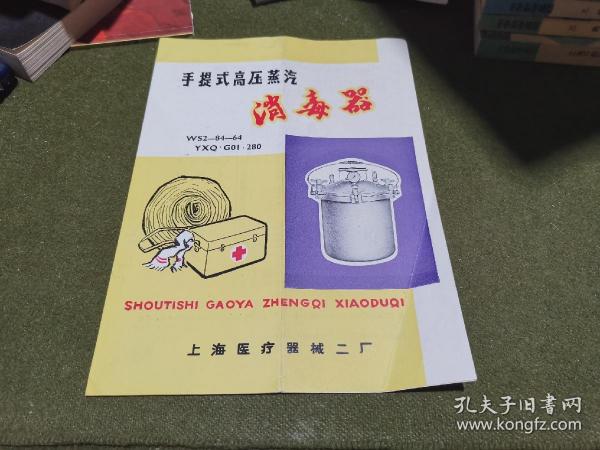 手提式高压蒸汽
消毒器
WS2—84—64
YXQ·G01·280
SHOUTISHI GAOYA ZHENGQI XIAODUQI
上海医疗器械二厂
孔夫子旧书网
www.kongfz.com